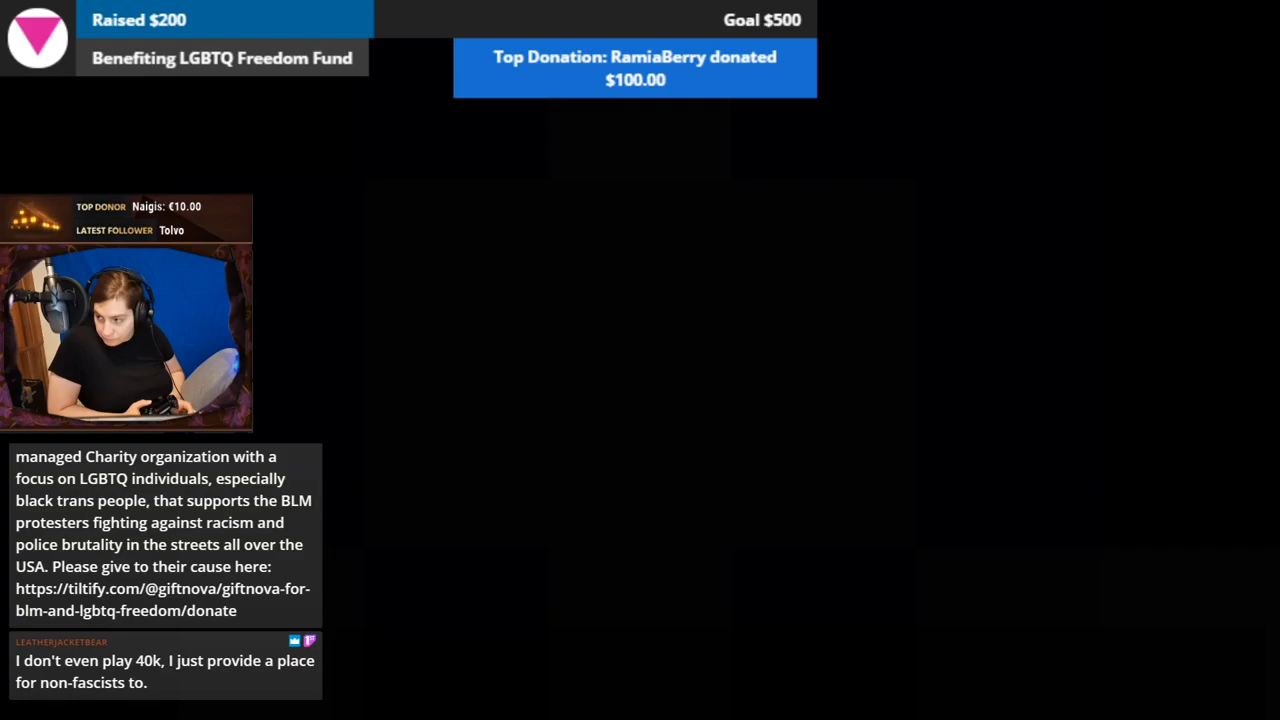 Raised $200
Goal $500
Benefiting LGBTQ Freedom Fund
Top Donation: RamiaBerry donated
$100.00
TOP DONOR Naigis: €10.00
LATEST FOLLOWER Tolvo
managed Charity organization with a
focus on LGBTQ individuals, especially
black trans people, that supports the BLM
protesters fighting against racism and
police brutality in the streets all over the
USA. Please give to their cause here:
https://tiltify.com/@giftnova/giftnova-for-
blm-and-lgbtq-freedom/donate
LEATHERJACKETBEAR
I don't even play 40k, I just provide a place
for non-fascists to.